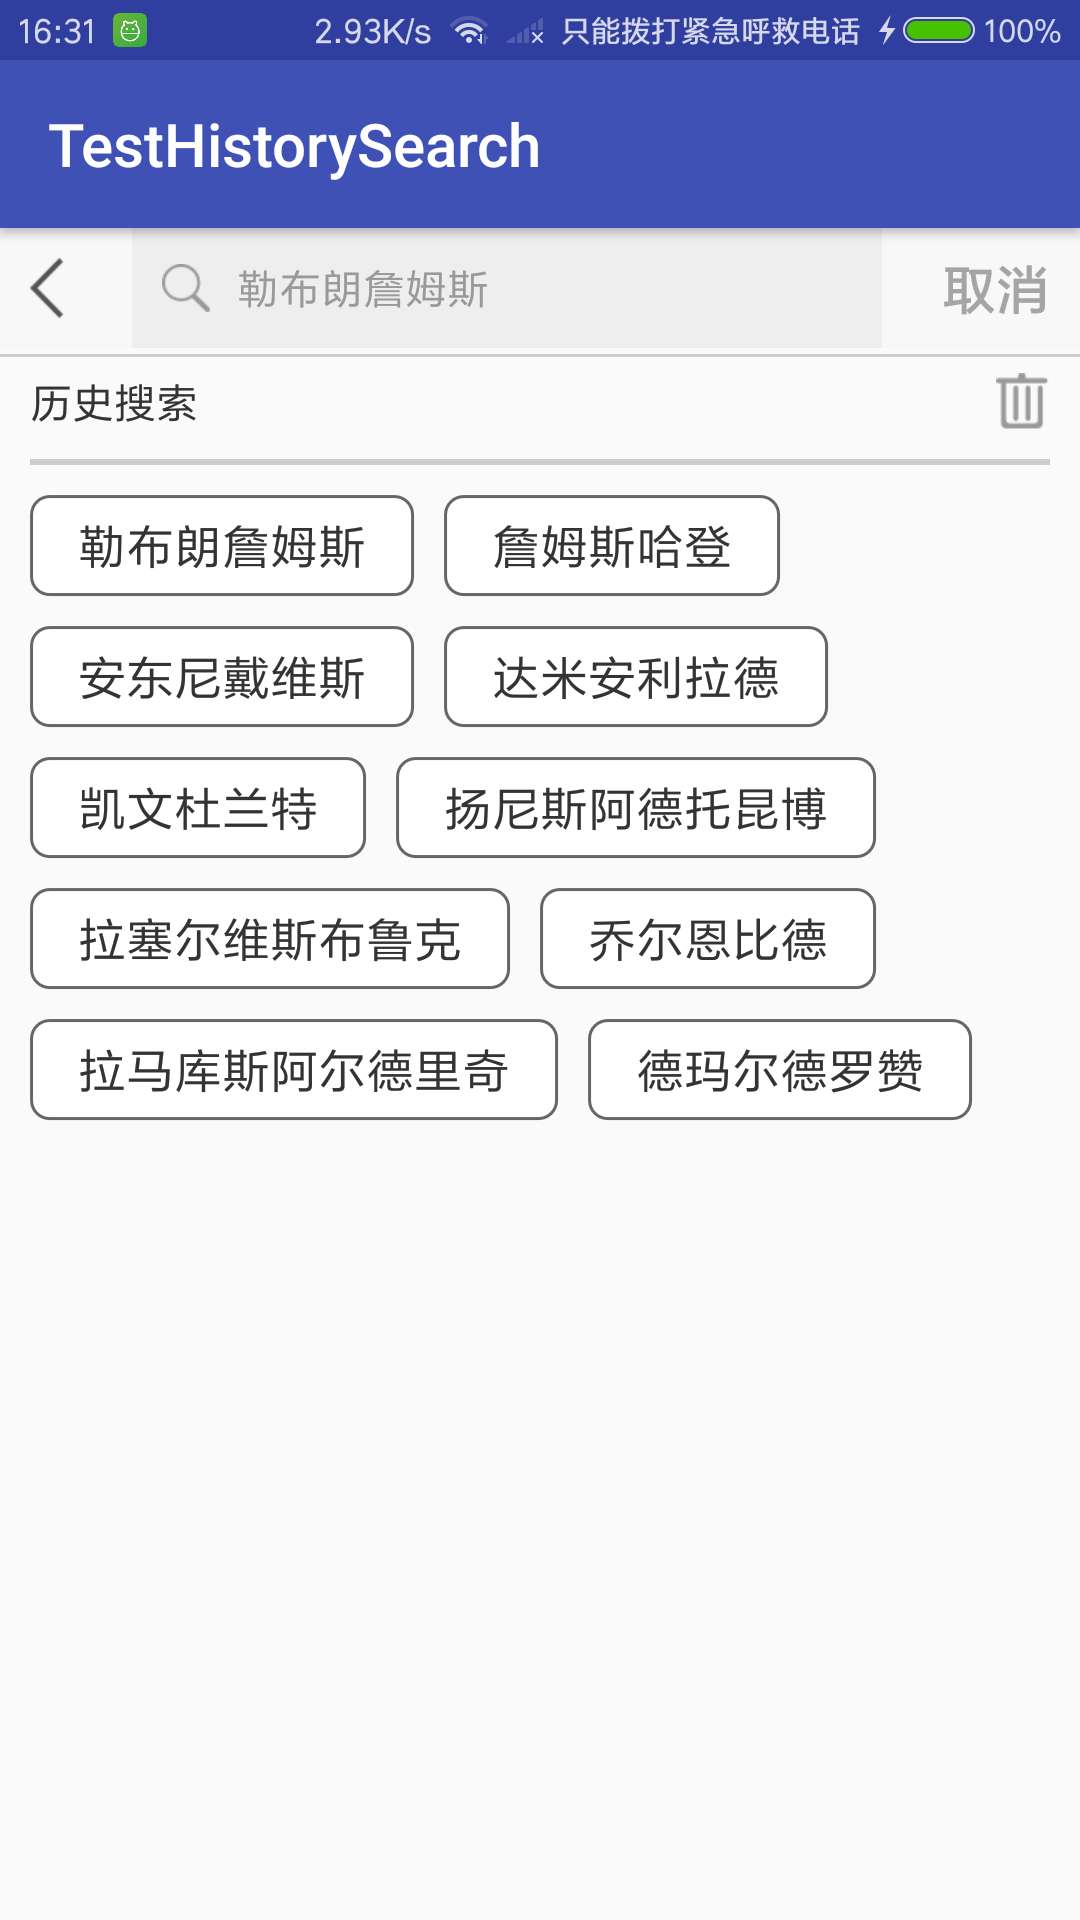 16:31 2.93K/s 只能拨打紧急呼救电话 100%
TestHistorySearch
勒布朗詹姆斯 取消
历史搜索
勒布朗詹姆斯 詹姆斯哈登
安东尼戴维斯 达米安利拉德
凯文杜兰特 扬尼斯阿德托昆博
拉塞尔维斯布鲁克 乔尔恩比德
拉马库斯阿尔德里奇 德玛尔德罗赞